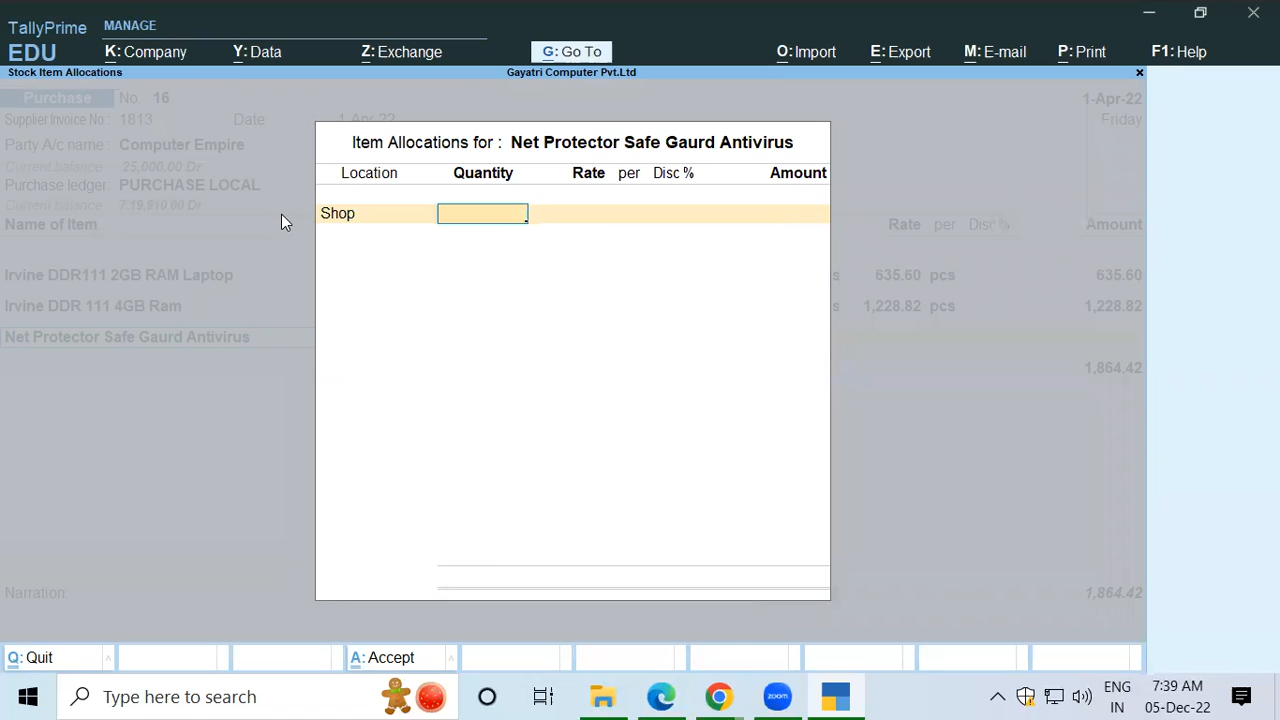 TallyPrime MANAGE
EDU K: Company Y: Data Z: Exchange G: Go To O: Import E: Export M: E-mail P: Print F1: Help
Stock Item Allocations Gayatri Computer Pvt.Ltd
Purchase No. 16 1-Apr-22
Supplier Invoice No : 1813 Date : 1-Apr-22 Friday
Party A/c name : Computer Empire
Current balance : 25,000.00 Dr
Purchase ledger : PURCHASE LOCAL
Current balance : 7,19,910.00 Dr
Name of Item Rate per Disc % Amount
Irvine DDR111 2GB RAM Laptop s 635.60 pcs 635.60
Irvine DDR 111 4GB Ram s 1,228.82 pcs 1,228.82
Net Protector Safe Gaurd Antivirus
1,864.42
Item Allocations for : Net Protector Safe Gaurd Antivirus
Location Quantity Rate per Disc % Amount
Shop
Narration: 1,864.42
Q: Quit A: Accept
Type here to search zoom ENG 7:39 AM
IN 05-Dec-22